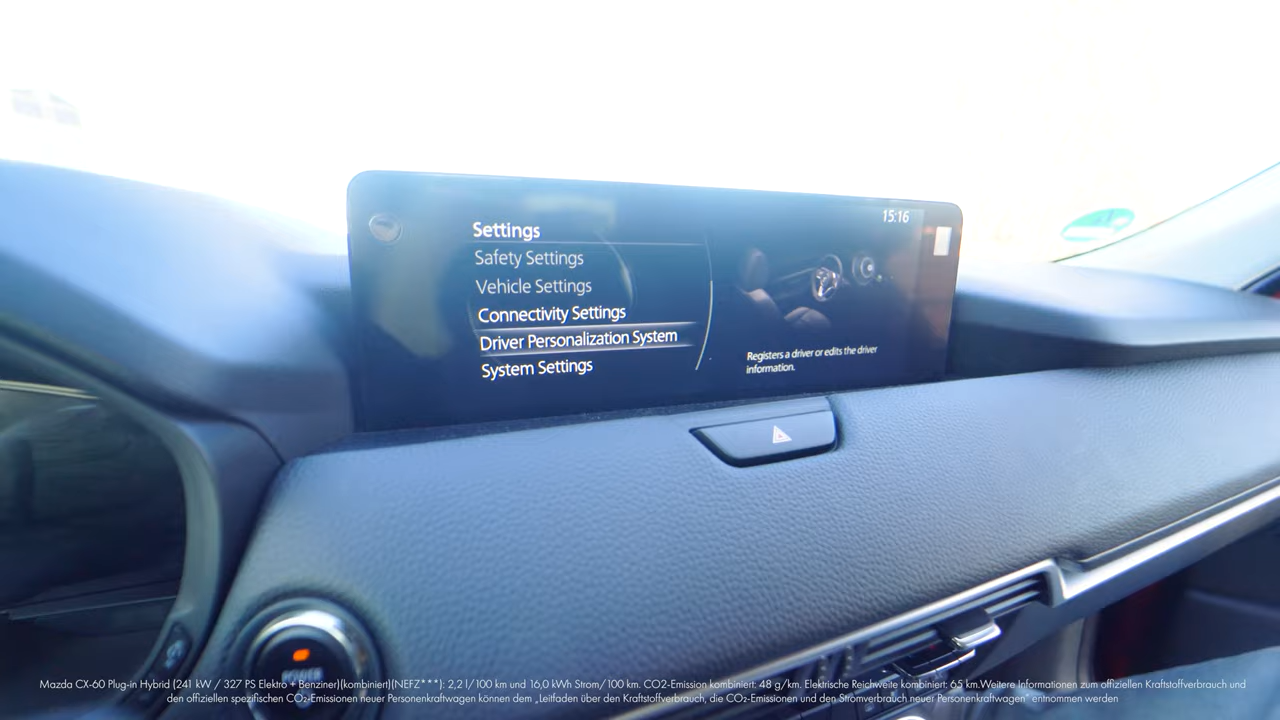 15:16
Settings
Safety Settings
Vehicle Settings
Connectivity Settings
Driver Personalization System
System Settings
Registers a driver or edits the driver
information.
Mazda CX-60 Plug-in Hybrid (241 kW / 327 PS Elektro + Benziner)(kombiniert)(NEFZ***): 2,2 l/100 km und 16,0 kWh Strom/100 km. CO2-Emission kombiniert: 48 g/km. Elektrische Reichweite kombiniert: 65 km.Weitere Informationen zum offiziellen Kraftstoffverbrauch und
den offiziellen spezifischen CO₂-Emissionen neuer Personenkraftwagen können dem „Leitfaden über den Kraftstoffverbrauch, die CO₂-Emissionen und den Stromverbrauch neuer Personenkraftwagen" entnommen werden